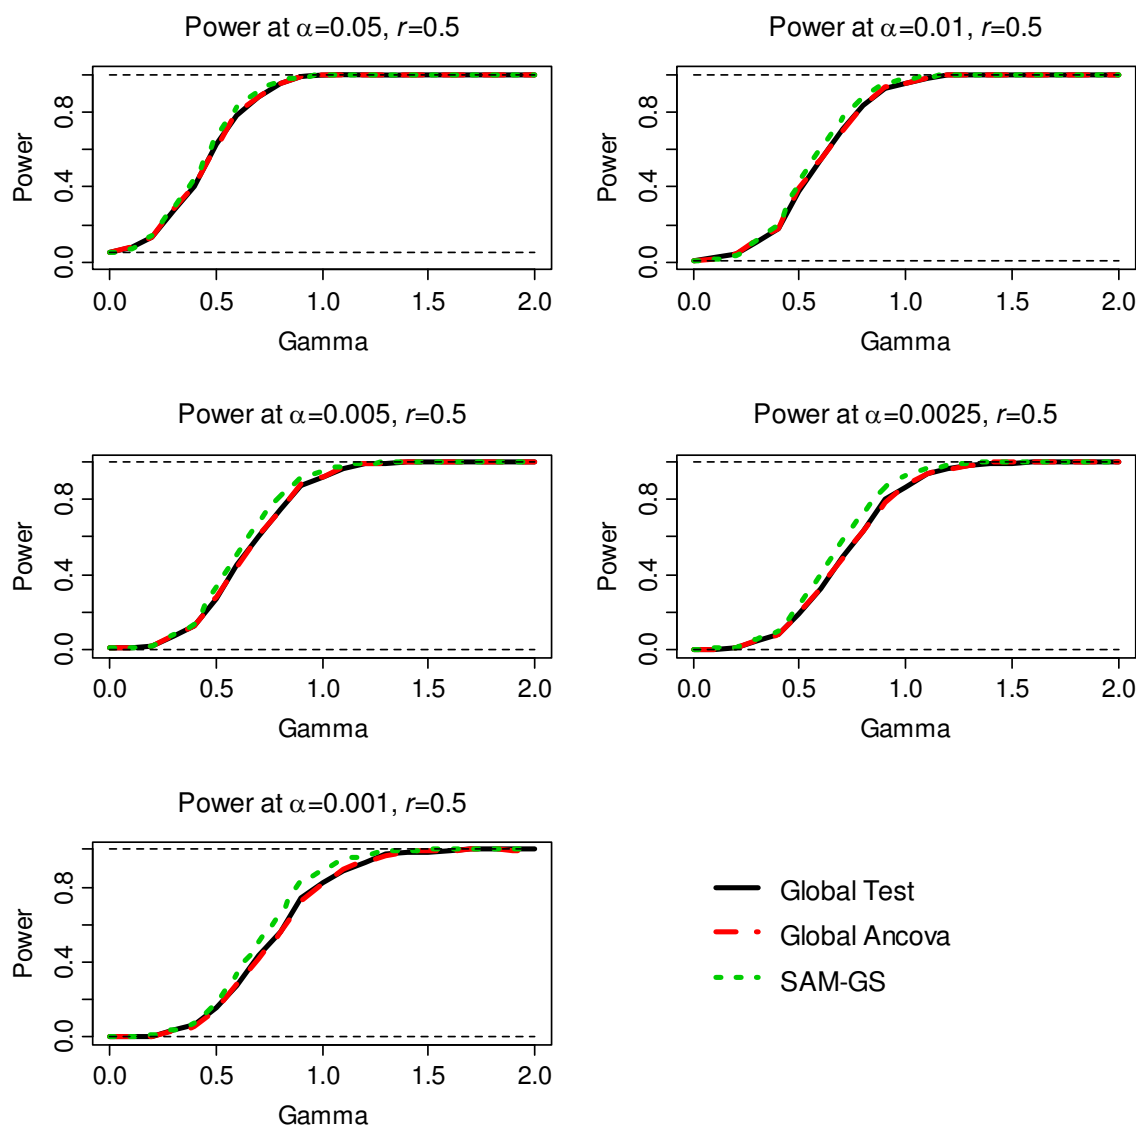 Power at α=0.05, r=0.5
Power
0.0 0.4 0.8
0.0 0.5 1.0 1.5 2.0
Gamma
Power at α=0.01, r=0.5
Power
0.0 0.4 0.8
0.0 0.5 1.0 1.5 2.0
Gamma
Power at α=0.005, r=0.5
Power
0.0 0.4 0.8
0.0 0.5 1.0 1.5 2.0
Gamma
Power at α=0.0025, r=0.5
Power
0.0 0.4 0.8
0.0 0.5 1.0 1.5 2.0
Gamma
Power at α=0.001, r=0.5
Power
0.0 0.4 0.8
0.0 0.5 1.0 1.5 2.0
Gamma
Global Test
Global Ancova
SAM-GS